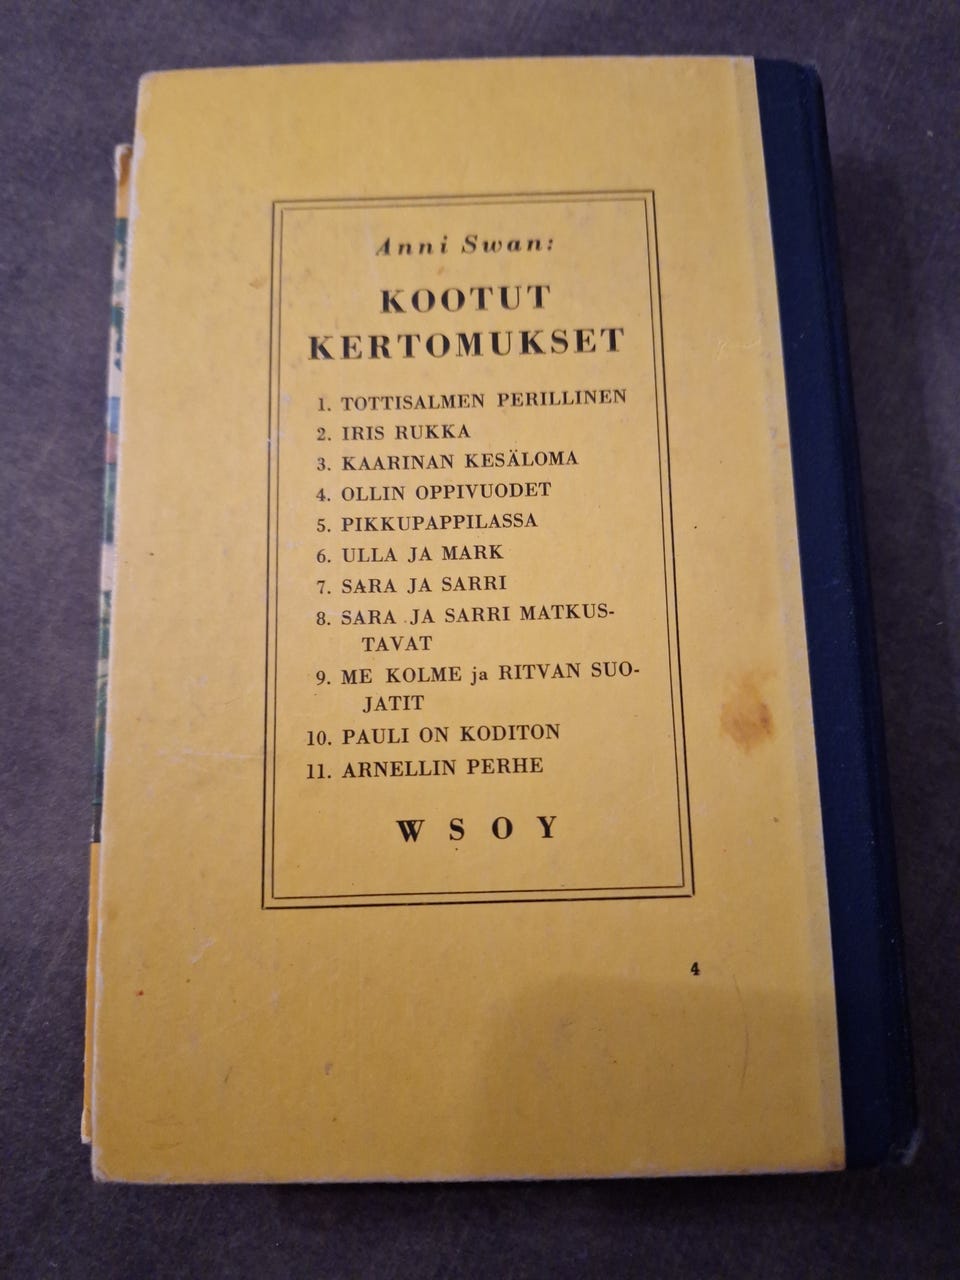 Anni Swan:
KOOTUT
KERTOMUKSET
1. TOTTISALMEN PERILLINEN
2. IRIS RUKKA
3. KAARINAN KESÄLOMA
4. OLLIN OPPIVUODET
5. PIKKUPAPPILASSA
6. ULLA JA MARK
7. SARA JA SARRI
8. SARA JA SARRI MATKUS-
TAVAT
9. ME KOLME ja RITVAN SUO-
JATIT
10. PAULI ON KODITON
11. ARNELLIN PERHE
WSOY
4